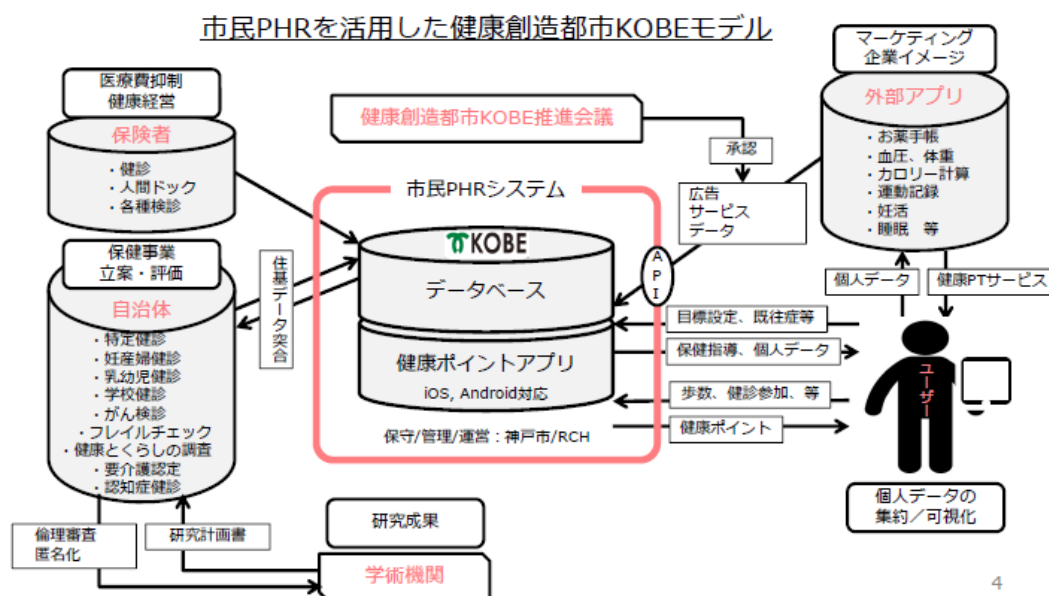 市民PHRを活用した健康創造都市KOBEモデル
医療費抑制
健康経営
保険者
・健診
・人間ドック
・各種検診
保健事業
立案・評価
自治体
・特定健診
・妊産婦健診
・乳幼児健診
・学校健診
・がん検診
・フレイルチェック
・健康とくらしの調査
・要介護認定
・認知症健診
住基データ突合
倫理審査
匿名化
研究計画書
研究成果
学術機関
健康創造都市KOBE推進会議
承認
広告
サービス
データ
市民PHRシステム
KOBE
データベース
健康ポイントアプリ
iOS, Android対応
保守/管理/運営：神戸市/RCH
API
マーケティング
企業イメージ
外部アプリ
・お薬手帳
・血圧、体重
・カロリー計算
・運動記録
・妊活
・睡眠 等
個人データ
健康PTサービス
目標設定、既往症等
保健指導、個人データ
歩数、健診参加、等
健康ポイント
ユーザー
個人データの
集約／可視化
4